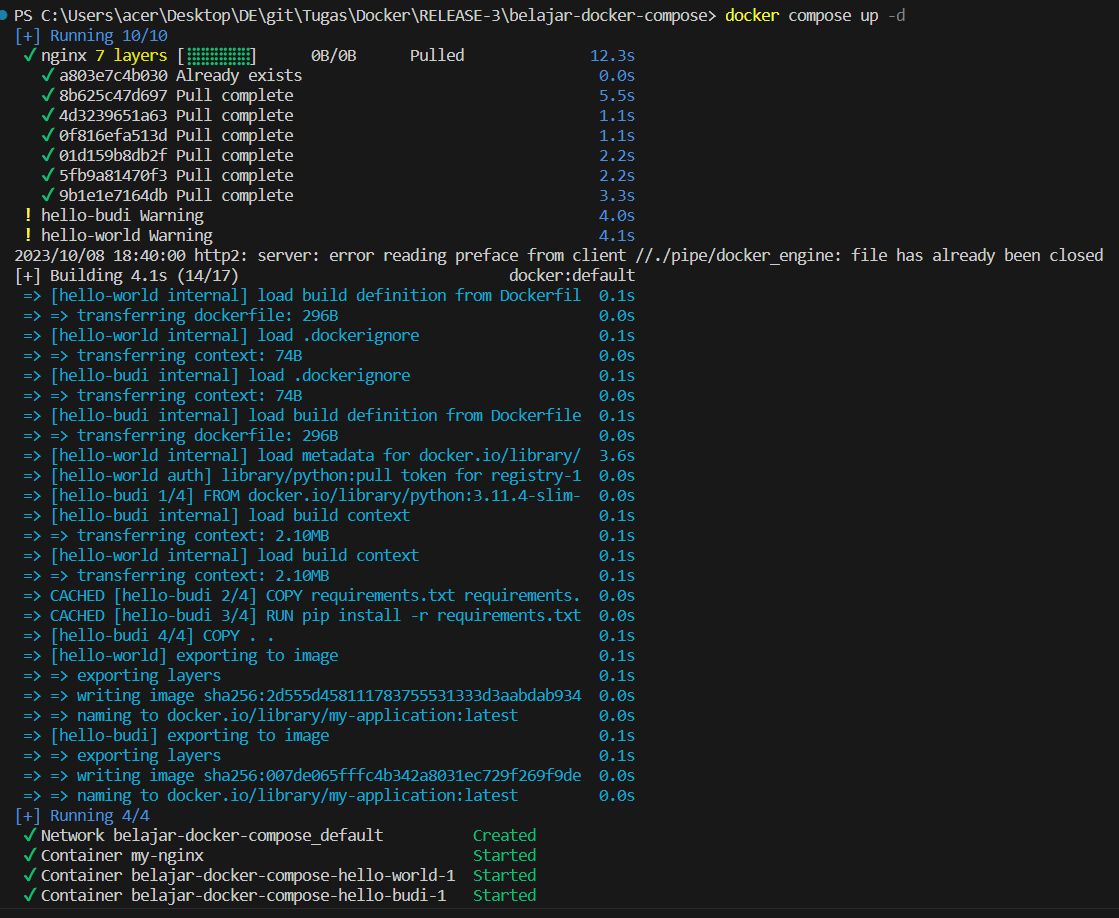 PS C:\Users\acer\Desktop\DE\git\Tugas\Docker\RELEASE-3\belajar-docker-compose> docker compose up -d
[+] Running 10/10
✔ nginx 7 layers [⣿⣿⣿⣿⣿⣿⣿] 0B/0B Pulled 12.3s
✔ a803e7c4b030 Already exists 0.0s
✔ 8b625c47d697 Pull complete 5.5s
✔ 4d3239651a63 Pull complete 1.1s
✔ 0f816efa513d Pull complete 1.1s
✔ 01d159b8db2f Pull complete 2.2s
✔ 5fb9a81470f3 Pull complete 2.2s
✔ 9b1e1e7164db Pull complete 3.3s
! hello-budi Warning 4.0s
! hello-world Warning 4.1s
2023/10/08 18:40:00 http2: server: error reading preface from client //./pipe/docker_engine: file has already been closed
[+] Building 4.1s (14/17) docker:default
=> [hello-world internal] load build definition from Dockerfil 0.1s
=> => transferring dockerfile: 296B 0.0s
=> [hello-world internal] load .dockerignore 0.1s
=> => transferring context: 74B 0.0s
=> [hello-budi internal] load .dockerignore 0.1s
=> => transferring context: 74B 0.0s
=> [hello-budi internal] load build definition from Dockerfile 0.1s
=> => transferring dockerfile: 296B 0.0s
=> [hello-world internal] load metadata for docker.io/library/ 3.6s
=> [hello-world auth] library/python:pull token for registry-1 0.0s
=> [hello-budi 1/4] FROM docker.io/library/python:3.11.4-slim- 0.0s
=> [hello-budi internal] load build context 0.1s
=> => transferring context: 2.10MB 0.1s
=> [hello-world internal] load build context 0.1s
=> => transferring context: 2.10MB 0.1s
=> CACHED [hello-budi 2/4] COPY requirements.txt requirements. 0.0s
=> CACHED [hello-budi 3/4] RUN pip install -r requirements.txt 0.0s
=> [hello-budi 4/4] COPY . . 0.1s
=> [hello-world] exporting to image 0.1s
=> => exporting layers 0.1s
=> => writing image sha256:2d555d458111783755531333d3aabdab934 0.0s
=> => naming to docker.io/library/my-application:latest 0.0s
=> [hello-budi] exporting to image 0.1s
=> => exporting layers 0.1s
=> => writing image sha256:007de065fffc4b342a8031ec729f269f9de 0.0s
=> => naming to docker.io/library/my-application:latest 0.0s
[+] Running 4/4
✔ Network belajar-docker-compose_default Created
✔ Container my-nginx Started
✔ Container belajar-docker-compose-hello-world-1 Started
✔ Container belajar-docker-compose-hello-budi-1 Started